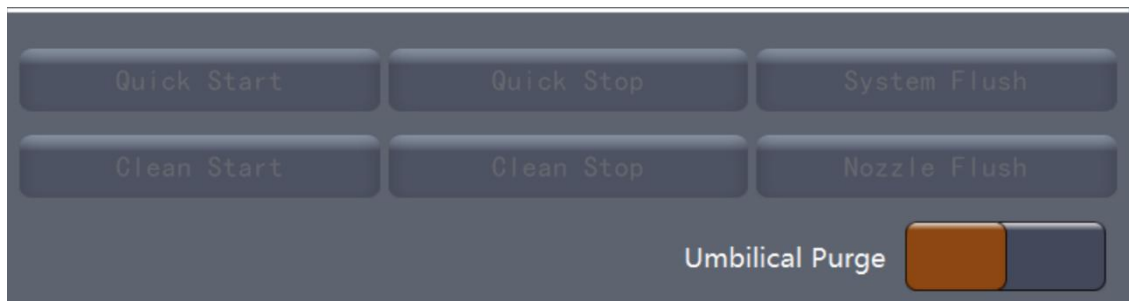 Quick Start Quick Stop System Flush
Clean Start Clean Stop Nozzle Flush
Umbilical Purge